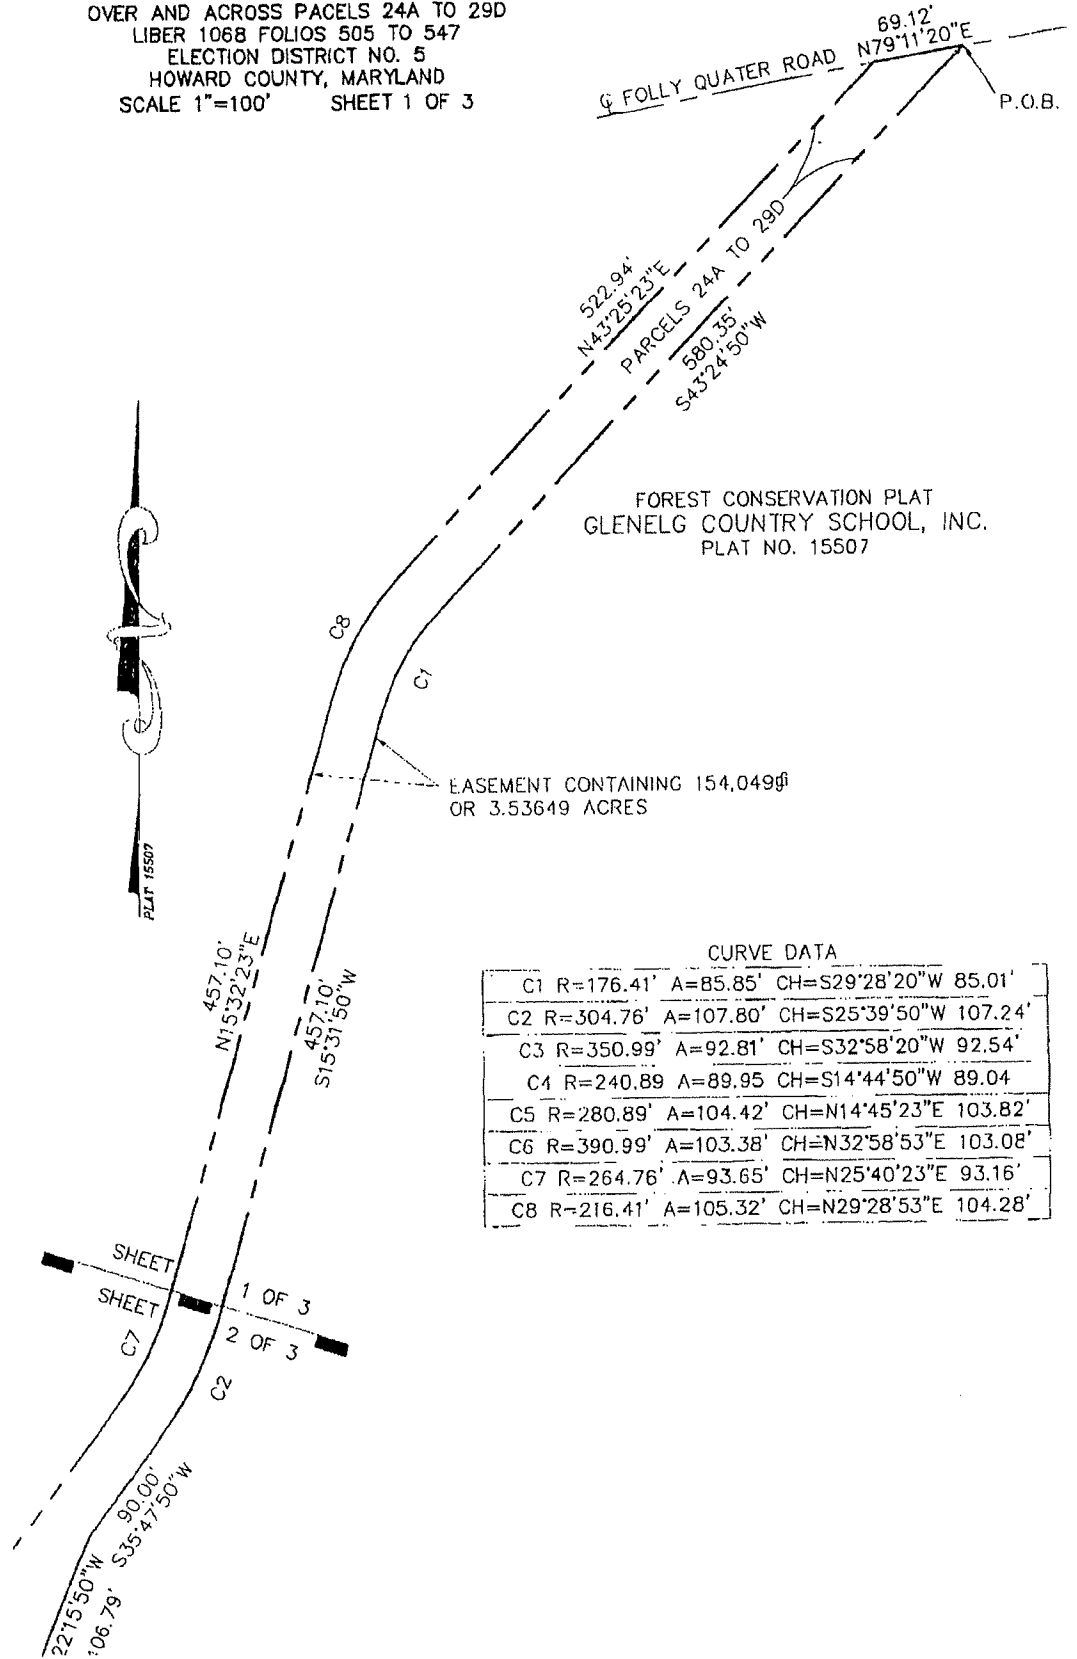 OVER AND ACROSS PACELS 24A TO 29D
LIBER 1068 FOLIOS 505 TO 547
ELECTION DISTRICT NO. 5
HOWARD COUNTY, MARYLAND
SCALE 1"=100' SHEET 1 OF 3
69.12'
N79°11'20"E
℄ FOLLY QUATER ROAD
P.O.B.
522.94'
N43°25'23"E
PARCELS 24A TO 29D
580.35'
S43°24'50"W
FOREST CONSERVATION PLAT
GLENELG COUNTRY SCHOOL, INC.
PLAT NO. 15507
C8
C1
EASEMENT CONTAINING 154,049
OR 3.53649 ACRES
PLAT 15507
457.10'
N15°32'23"E
457.10'
S15°31'50"W
CURVE DATA
C1 R=176.41' A=85.85' CH=S29°28'20"W 85.01'
C2 R=304.76' A=107.80' CH=S25°39'50"W 107.24'
C3 R=350.99' A=92.81' CH=S32°58'20"W 92.54'
C4 R=240.89 A=89.95 CH=S14°44'50"W 89.04
C5 R=280.89' A=104.42' CH=N14°45'23"E 103.82'
C6 R=390.99' A=103.38' CH=N32°58'53"E 103.08'
C7 R=264.76' A=93.65' CH=N25°40'23"E 93.16'
C8 R=216.41' A=105.32' CH=N29°28'53"E 104.28'
SHEET 1 OF 3
SHEET 2 OF 3
C7
C2
90.00'
S35°47'50"W
22°15'50"W
106.79'